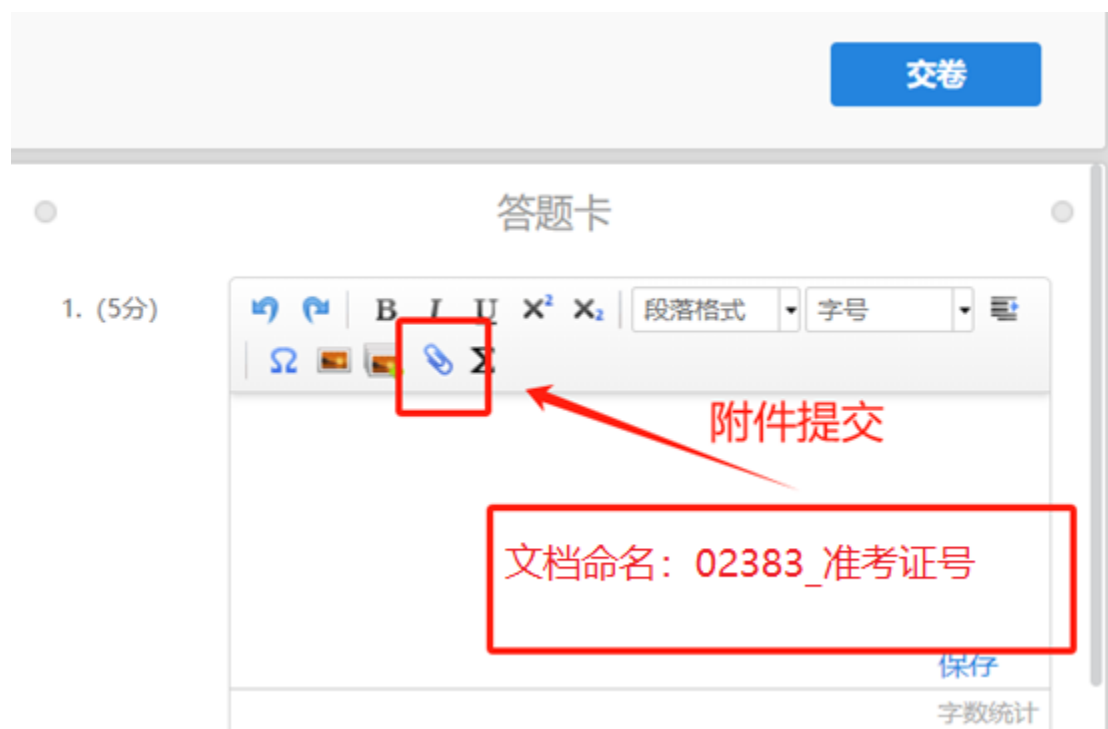 交卷
答题卡
1. (5分)
B I U X² X₂ 段落格式 字号
Ω Σ
附件提交
文档命名：02383_准考证号
保存
字数统计